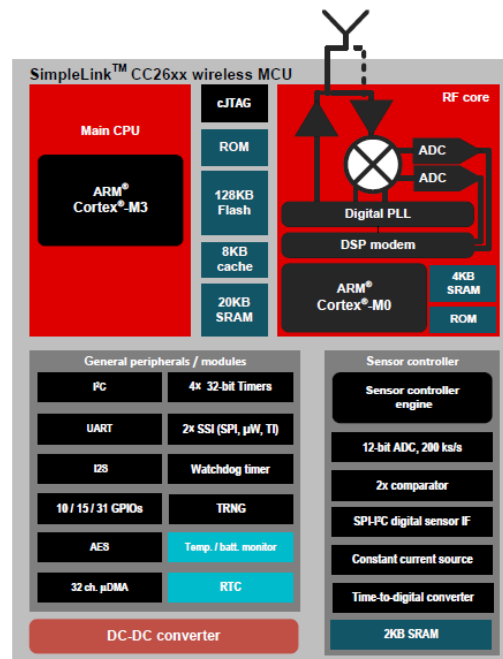 SimpleLink™ CC26xx wireless MCU
Main CPU
ARM®
Cortex®-M3
cJTAG
ROM
128KB
Flash
8KB
cache
20KB
SRAM
RF core
ADC
ADC
Digital PLL
DSP modem
ARM®
Cortex®-M0
4KB
SRAM
ROM
General peripherals / modules
I²C
4× 32-bit Timers
UART
2× SSI (SPI, µW, TI)
I2S
Watchdog timer
10 / 15 / 31 GPIOs
TRNG
AES
Temp. / batt. monitor
32 ch. µDMA
RTC
DC-DC converter
Sensor controller
Sensor controller
engine
12-bit ADC, 200 ks/s
2x comparator
SPI-I²C digital sensor IF
Constant current source
Time-to-digital converter
2KB SRAM